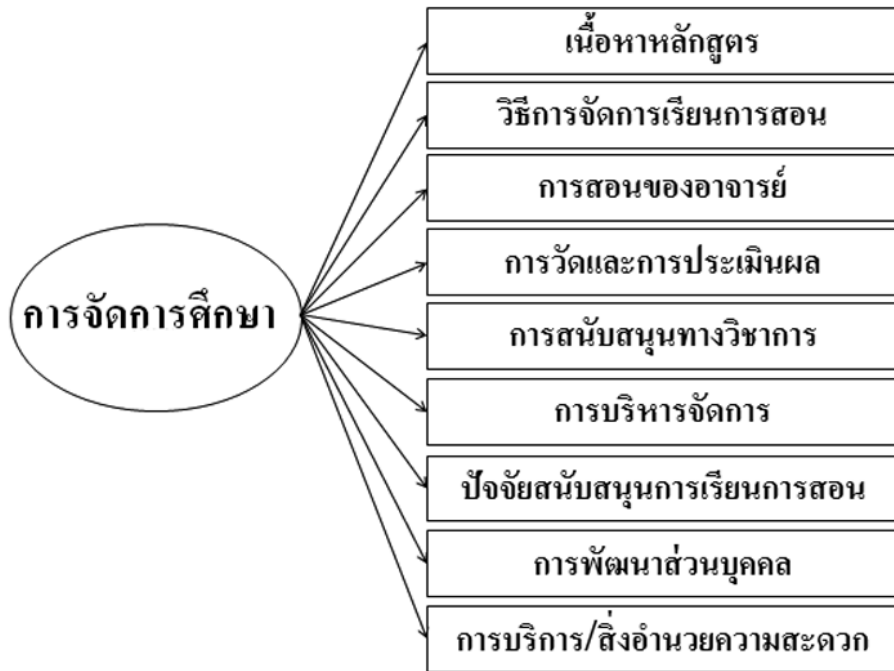 การจัดการศึกษา
เนื้อหาหลักสูตร
วิธีการจัดการเรียนการสอน
การสอนของอาจารย์
การวัดและการประเมินผล
การสนับสนุนทางวิชาการ
การบริหารจัดการ
ปัจจัยสนับสนุนการเรียนการสอน
การพัฒนาส่วนบุคคล
การบริการ/สิ่งอำนวยความสะดวก